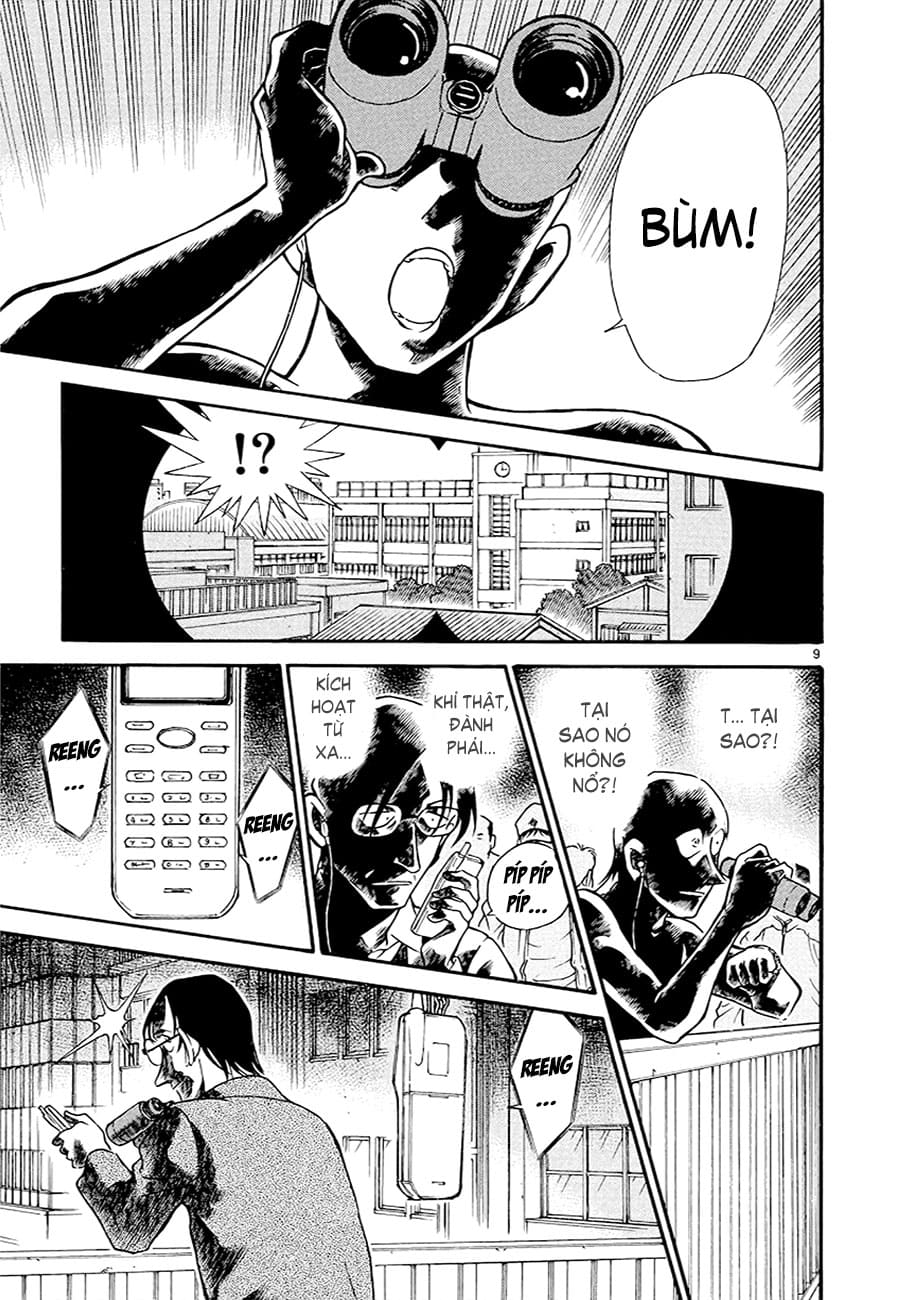 BÙM!
!?
9
T... TẠI
SAO?!
TẠI
SAO NÓ
KHÔNG
NỔ?!
KHỈ THẬT,
ĐÀNH
PHẢI...
KÍCH
HOẠT
TỪ
XA...
PÍP PÍP
PÍP...
REENG
...
REENG
...
REENG
...